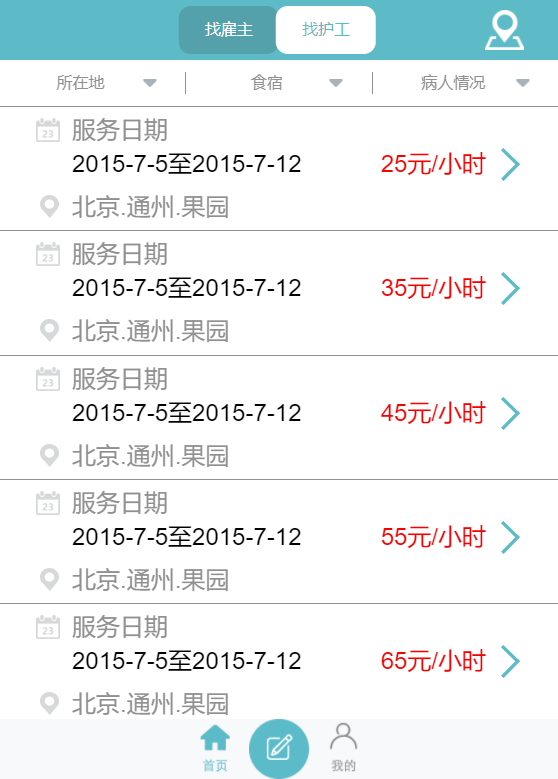 找雇主 找护工
所在地 食宿 病人情况
23 服务日期
2015-7-5至2015-7-12 25元/小时
北京.通州.果园
23 服务日期
2015-7-5至2015-7-12 35元/小时
北京.通州.果园
23 服务日期
2015-7-5至2015-7-12 45元/小时
北京.通州.果园
23 服务日期
2015-7-5至2015-7-12 55元/小时
北京.通州.果园
23 服务日期
2015-7-5至2015-7-12 65元/小时
北京.通州.果园
首页 我的